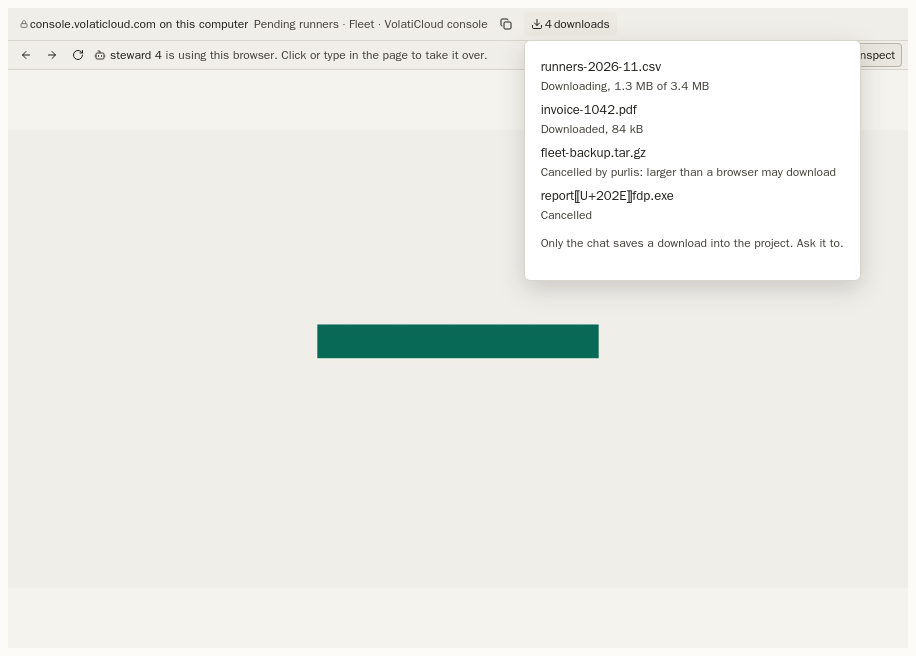 console.volaticloud.com on this computer Pending runners · Fleet · VolatiCloud console 4 downloads
steward 4 is using this browser. Click or type in the page to take it over. nspect
runners-2026-11.csv
Downloading, 1.3 MB of 3.4 MB
invoice-1042.pdf
Downloaded, 84 kB
fleet-backup.tar.gz
Cancelled by purlis: larger than a browser may download
report⟦U+202E⟧fdp.exe
Cancelled
Only the chat saves a download into the project. Ask it to.